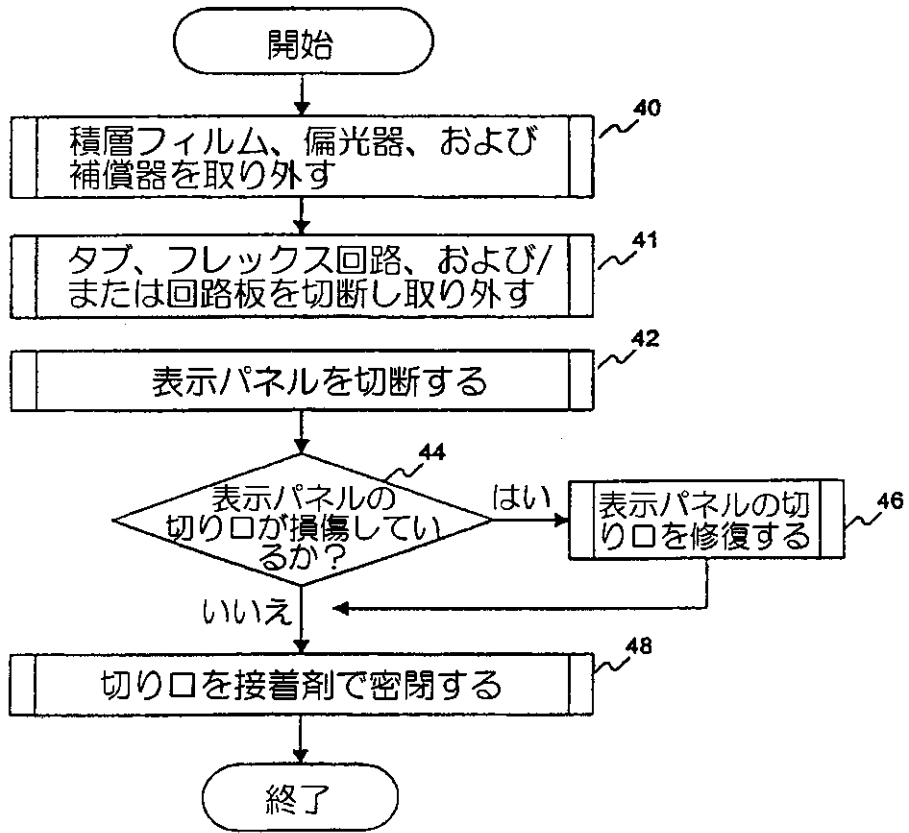 開始
40
積層フィルム、偏光器、および
補償器を取り外す
41
タブ、フレックス回路、および/
または回路板を切断し取り外す
42
表示パネルを切断する
44
表示パネルの
切り口が損傷してい
るか？
はい
表示パネルの切
り口を修復する
46
いいえ
48
切り口を接着剤で密閉する
終了